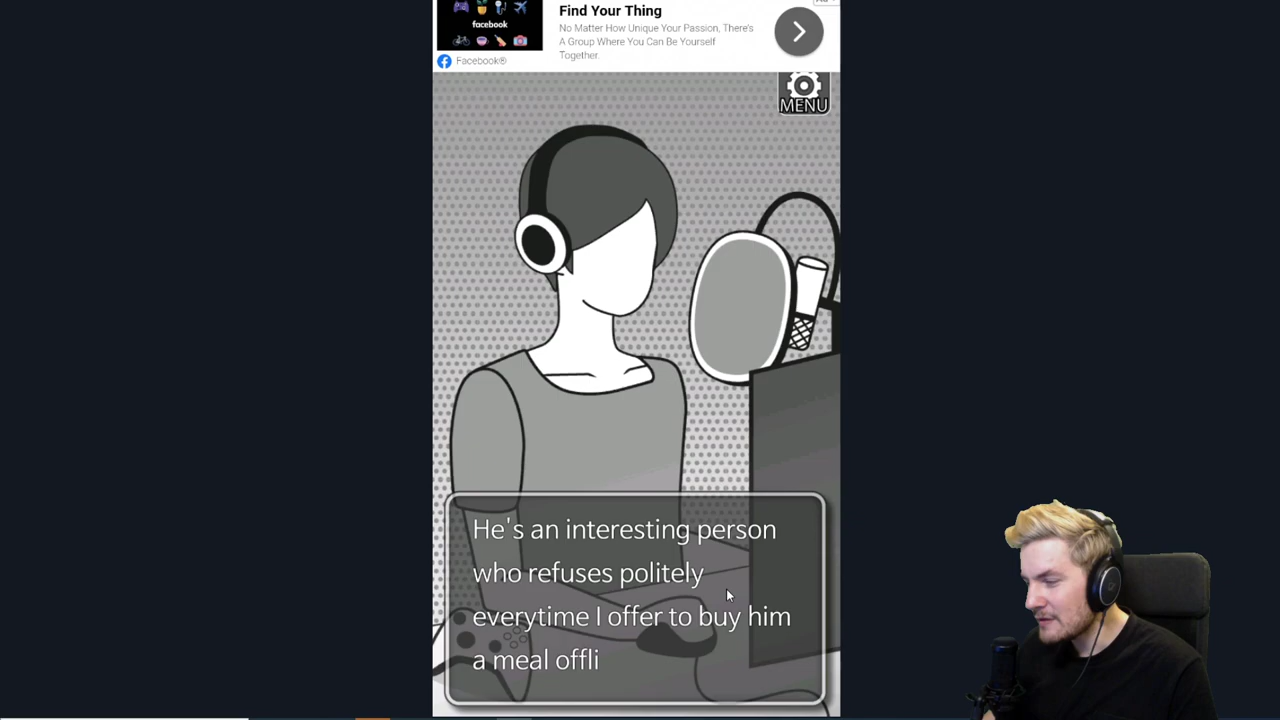 Find Your Thing
No Matter How Unique Your Passion, There's
A Group Where You Can Be Yourself
Together.
facebook
Facebook®
MENU
He's an interesting person
who refuses politely
everytime I offer to buy him
a meal offli